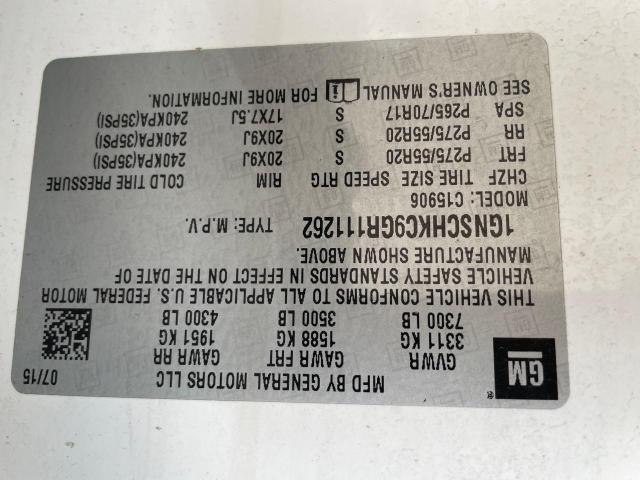 GM ® MFD BY GENERAL MOTORS LLC 07/15
GVWR GAWR FRT GAWR RR
3311 KG 1588 KG 1951 KG
7300 LB 3500 LB 4300 LB
THIS VEHICLE CONFORMS TO ALL APPLICABLE U.S. FEDERAL MOTOR
VEHICLE SAFETY STANDARDS IN EFFECT ON THE DATE OF
MANUFACTURE SHOWN ABOVE.
1GNSCHKC9GR111262 TYPE: M.P.V.
MODEL: C15906
CHZF TIRE SIZE SPEED RTG RIM COLD TIRE PRESSURE
FRT P275/55R20 S 20X9J 240KPA(35PSI)
RR P275/55R20 S 20X9J 240KPA(35PSI)
SPA P265/70R17 S 17X7.5J 240KPA(35PSI)
SEE OWNER'S MANUAL i FOR MORE INFORMATION.